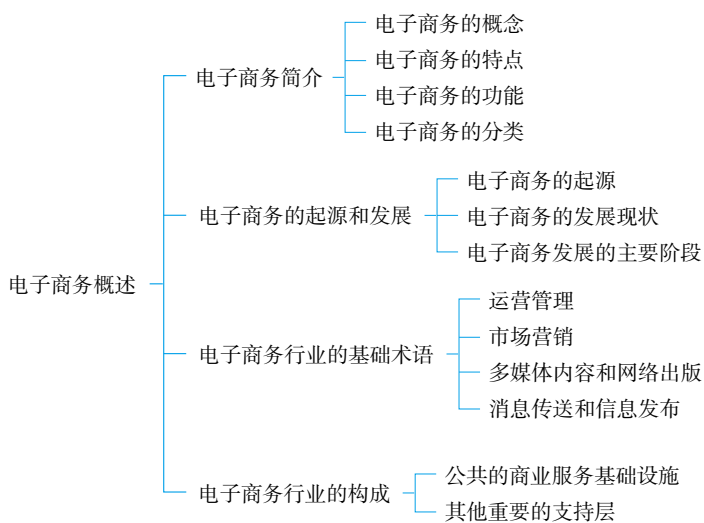 电子商务概述
电子商务简介
电子商务的概念
电子商务的特点
电子商务的功能
电子商务的分类
电子商务的起源和发展
电子商务的起源
电子商务的发展现状
电子商务发展的主要阶段
电子商务行业的基础术语
运营管理
市场营销
多媒体内容和网络出版
消息传送和信息发布
电子商务行业的构成
公共的商业服务基础设施
其他重要的支持层